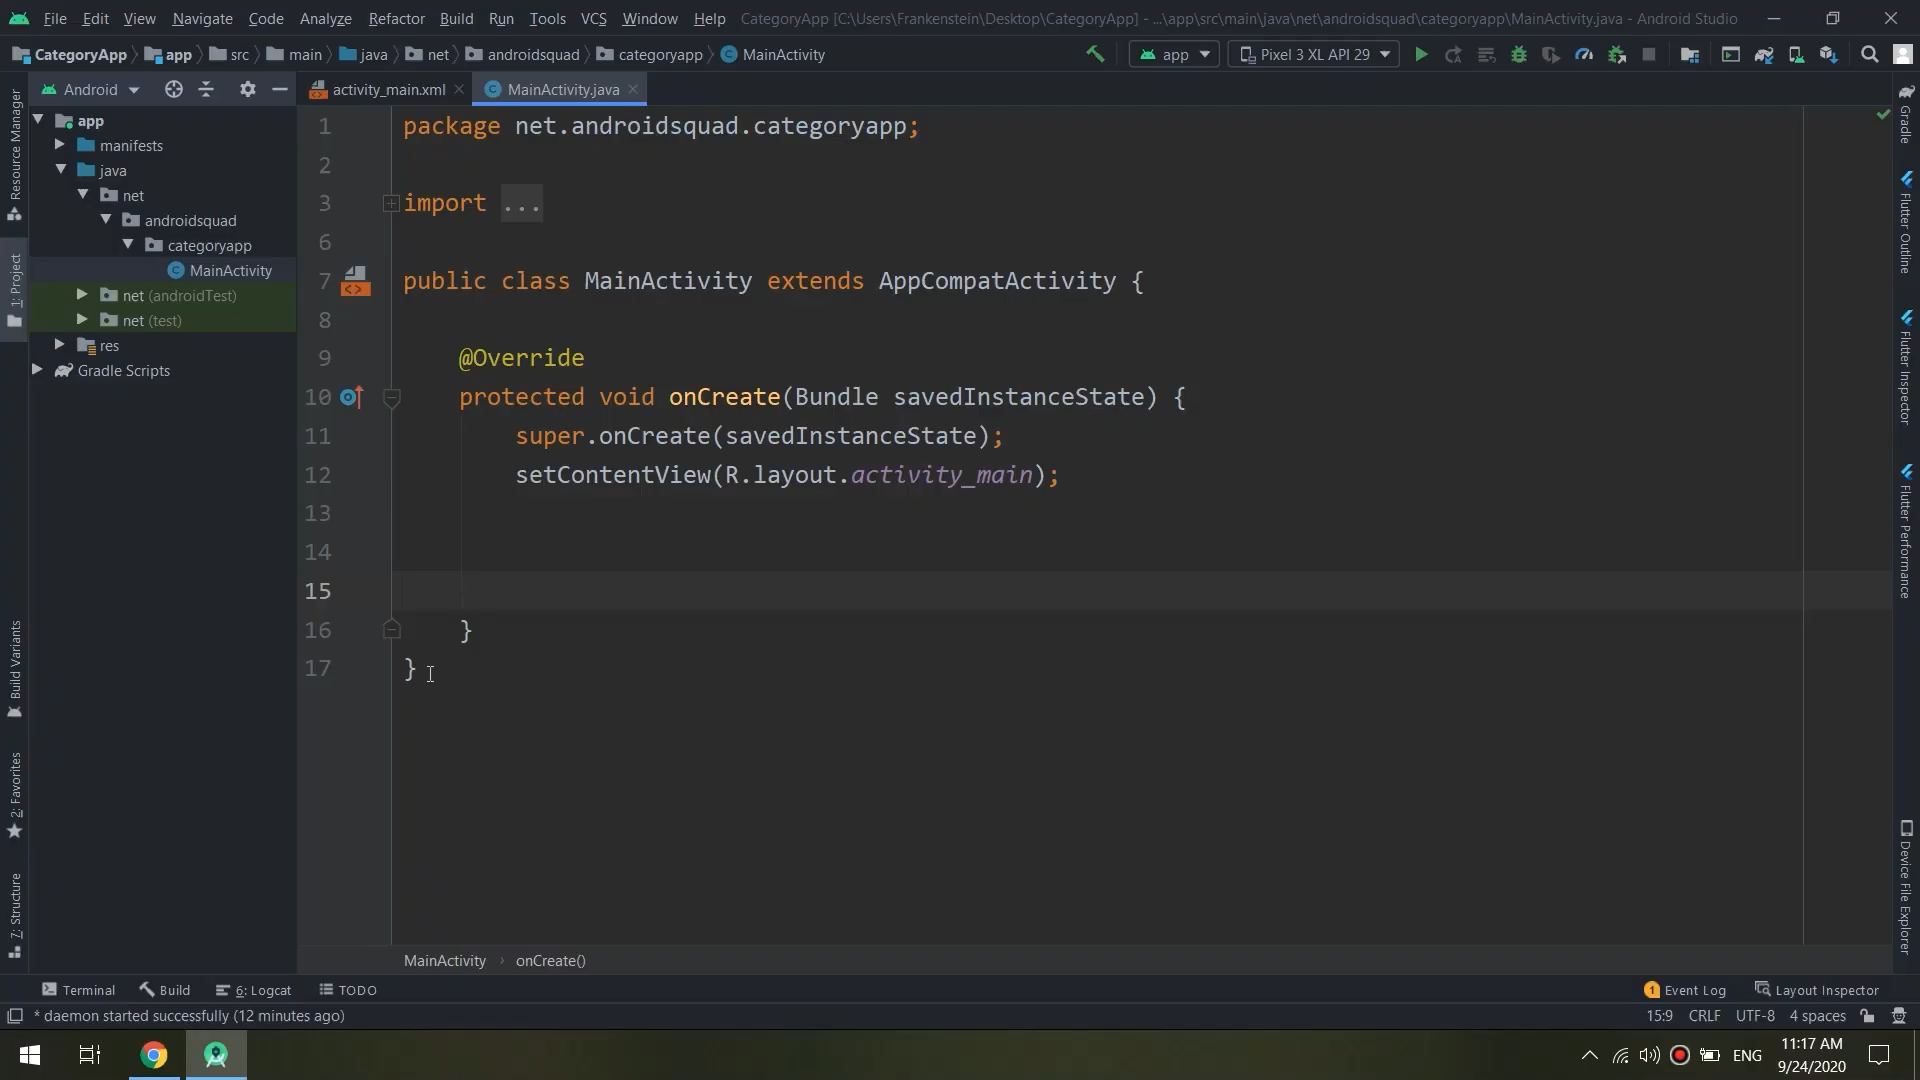 File Edit View Navigate Code Analyze Refactor Build Run Tools VCS Window Help CategoryApp [C:\Users\Frankenstein\Desktop\CategoryApp] - ...\app\src\main\java\net\androidsquad\categoryapp\MainActivity.java - Android Studio
CategoryApp app src main java net androidsquad categoryapp MainActivity app Pixel 3 XL API 29
Android activity_main.xml MainActivity.java
app
manifests
java
net
androidsquad
categoryapp
MainActivity
net (androidTest)
net (test)
res
Gradle Scripts
Resource Manager
1: Project
Build Variants
2: Favorites
7: Structure
1 package net.androidsquad.categoryapp;
2
3 import ...
6
7 public class MainActivity extends AppCompatActivity {
8
9 @Override
10 protected void onCreate(Bundle savedInstanceState) {
11 super.onCreate(savedInstanceState);
12 setContentView(R.layout.activity_main);
13
14
15
16 }
17 }
Gradle
Flutter Outline
Flutter Inspector
Flutter Performance
Device File Explorer
MainActivity onCreate()
Terminal Build 6: Logcat TODO 1 Event Log Layout Inspector
* daemon started successfully (12 minutes ago) 15:9 CRLF UTF-8 4 spaces
ENG 11:17 AM
9/24/2020